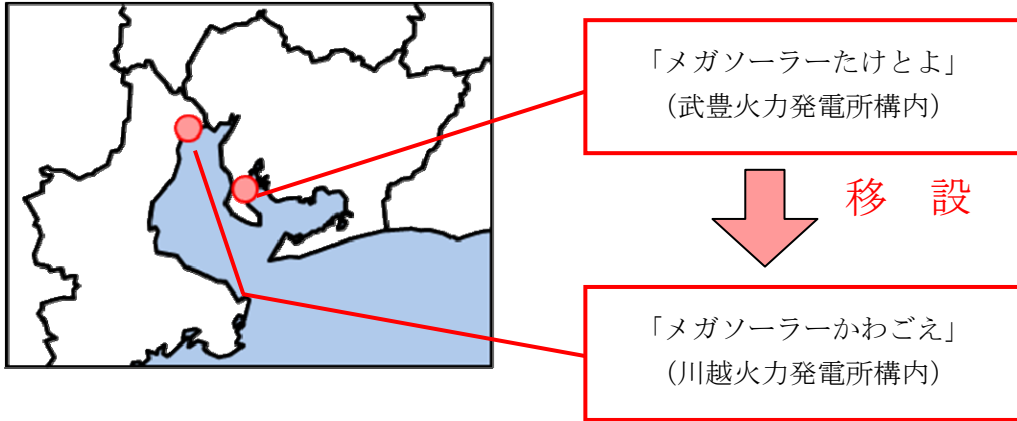 「メガソーラーたけとよ」
（武豊火力発電所構内）
移　設
「メガソーラーかわごえ」
（川越火力発電所構内）